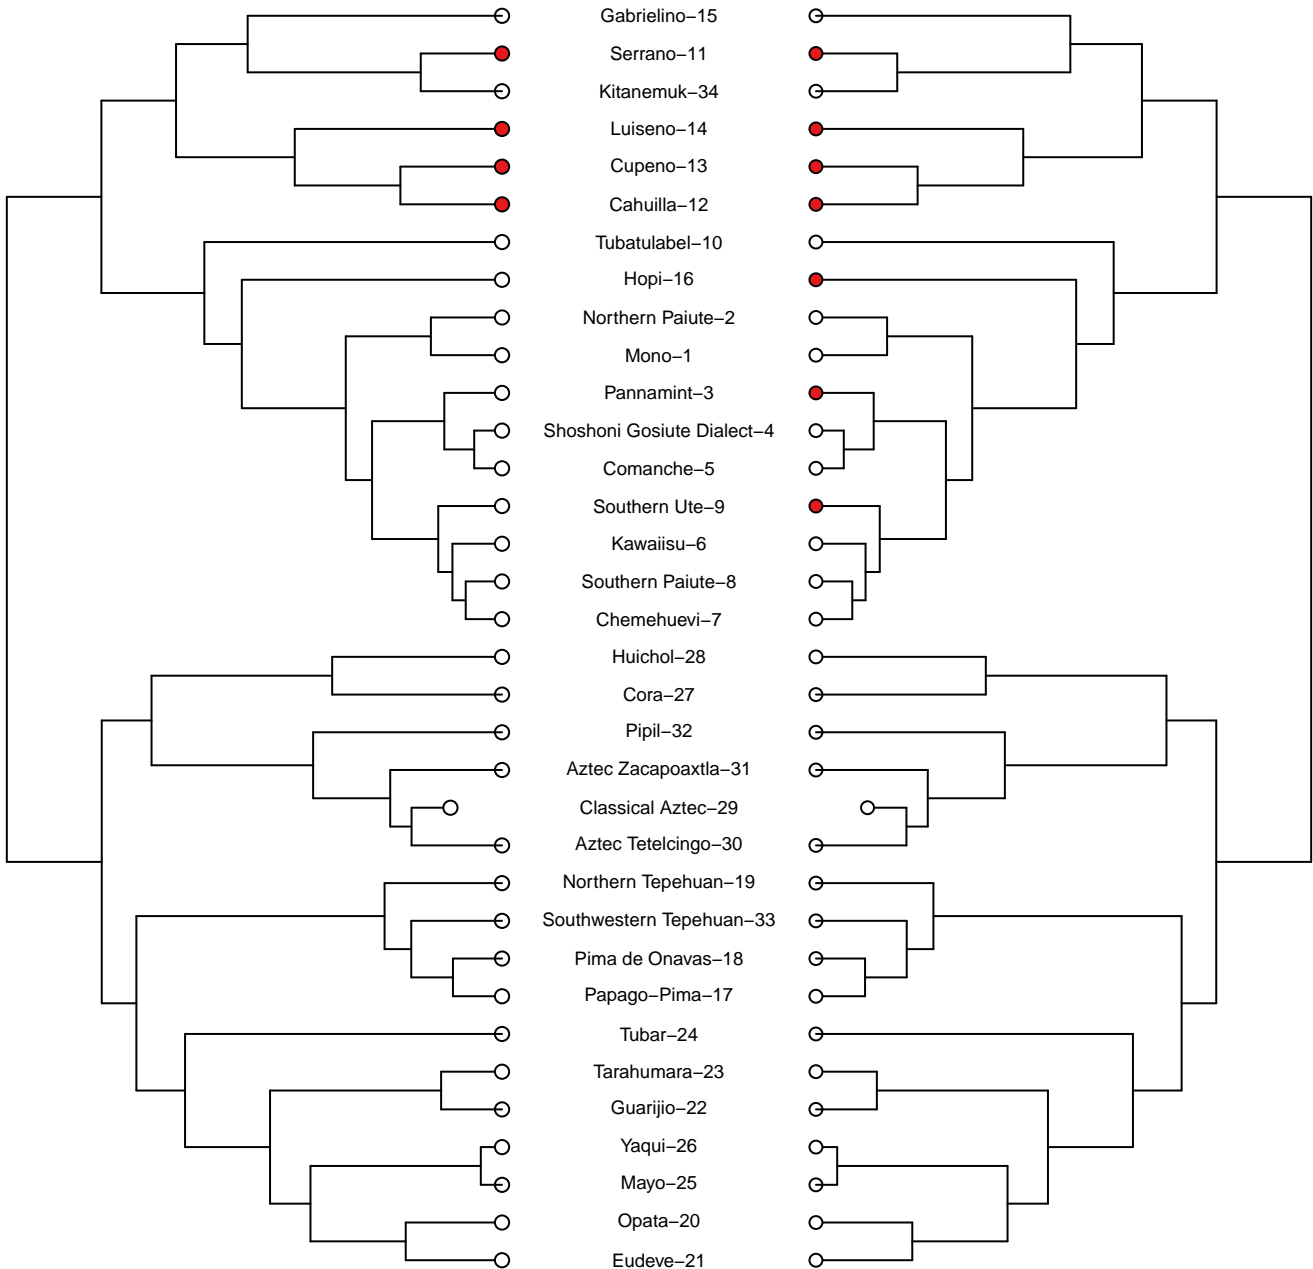 Gabrielino−15
Serrano−11
Kitanemuk−34
Luiseno−14
Cupeno−13
Cahuilla−12
Tubatulabel−10
Hopi−16
Northern Paiute−2
Mono−1
Pannamint−3
Shoshoni Gosiute Dialect−4
Comanche−5
Southern Ute−9
Kawaiisu−6
Southern Paiute−8
Chemehuevi−7
Huichol−28
Cora−27
Pipil−32
Aztec Zacapoaxtla−31
Classical Aztec−29
Aztec Tetelcingo−30
Northern Tepehuan−19
Southwestern Tepehuan−33
Pima de Onavas−18
Papago−Pima−17
Tubar−24
Tarahumara−23
Guarijio−22
Yaqui−26
Mayo−25
Opata−20
Eudeve−21